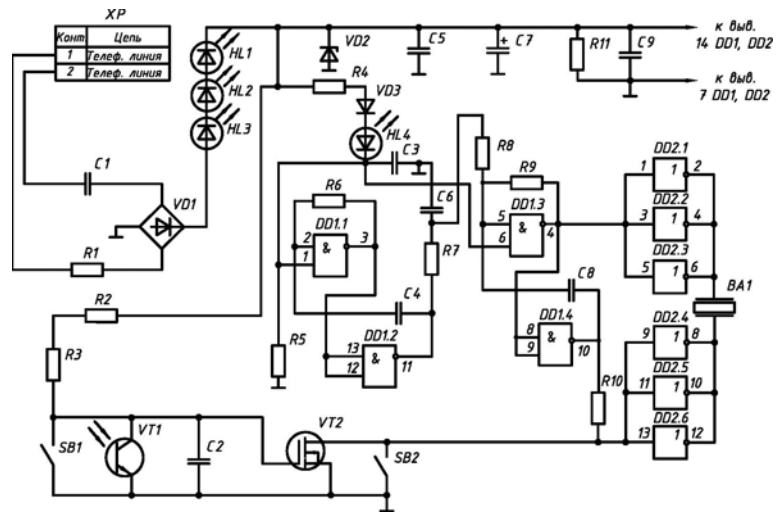 XP
Конт Цепь
1 Телеф. линия
2 Телеф. линия
HL1
HL2
HL3
C1
VD1
R1
R2
R3
VD2
R4
VD3
HL4
C5
+ C7
R11
C9
к выв.
14 DD1, DD2
к выв.
7 DD1, DD2
C3
C6
R6
DD1.1
2 & 3
1
R7
C4
DD1.2
13 & 11
12
R5
R8
R9
DD1.3
5 & 4
6
C8
DD1.4
8 & 10
9
R10
DD2.1
1 1 2
DD2.2
3 1 4
DD2.3
5 1 6
BA1
DD2.4
9 1 8
DD2.5
11 1 10
DD2.6
13 1 12
SB1
VT1
C2
VT2
SB2